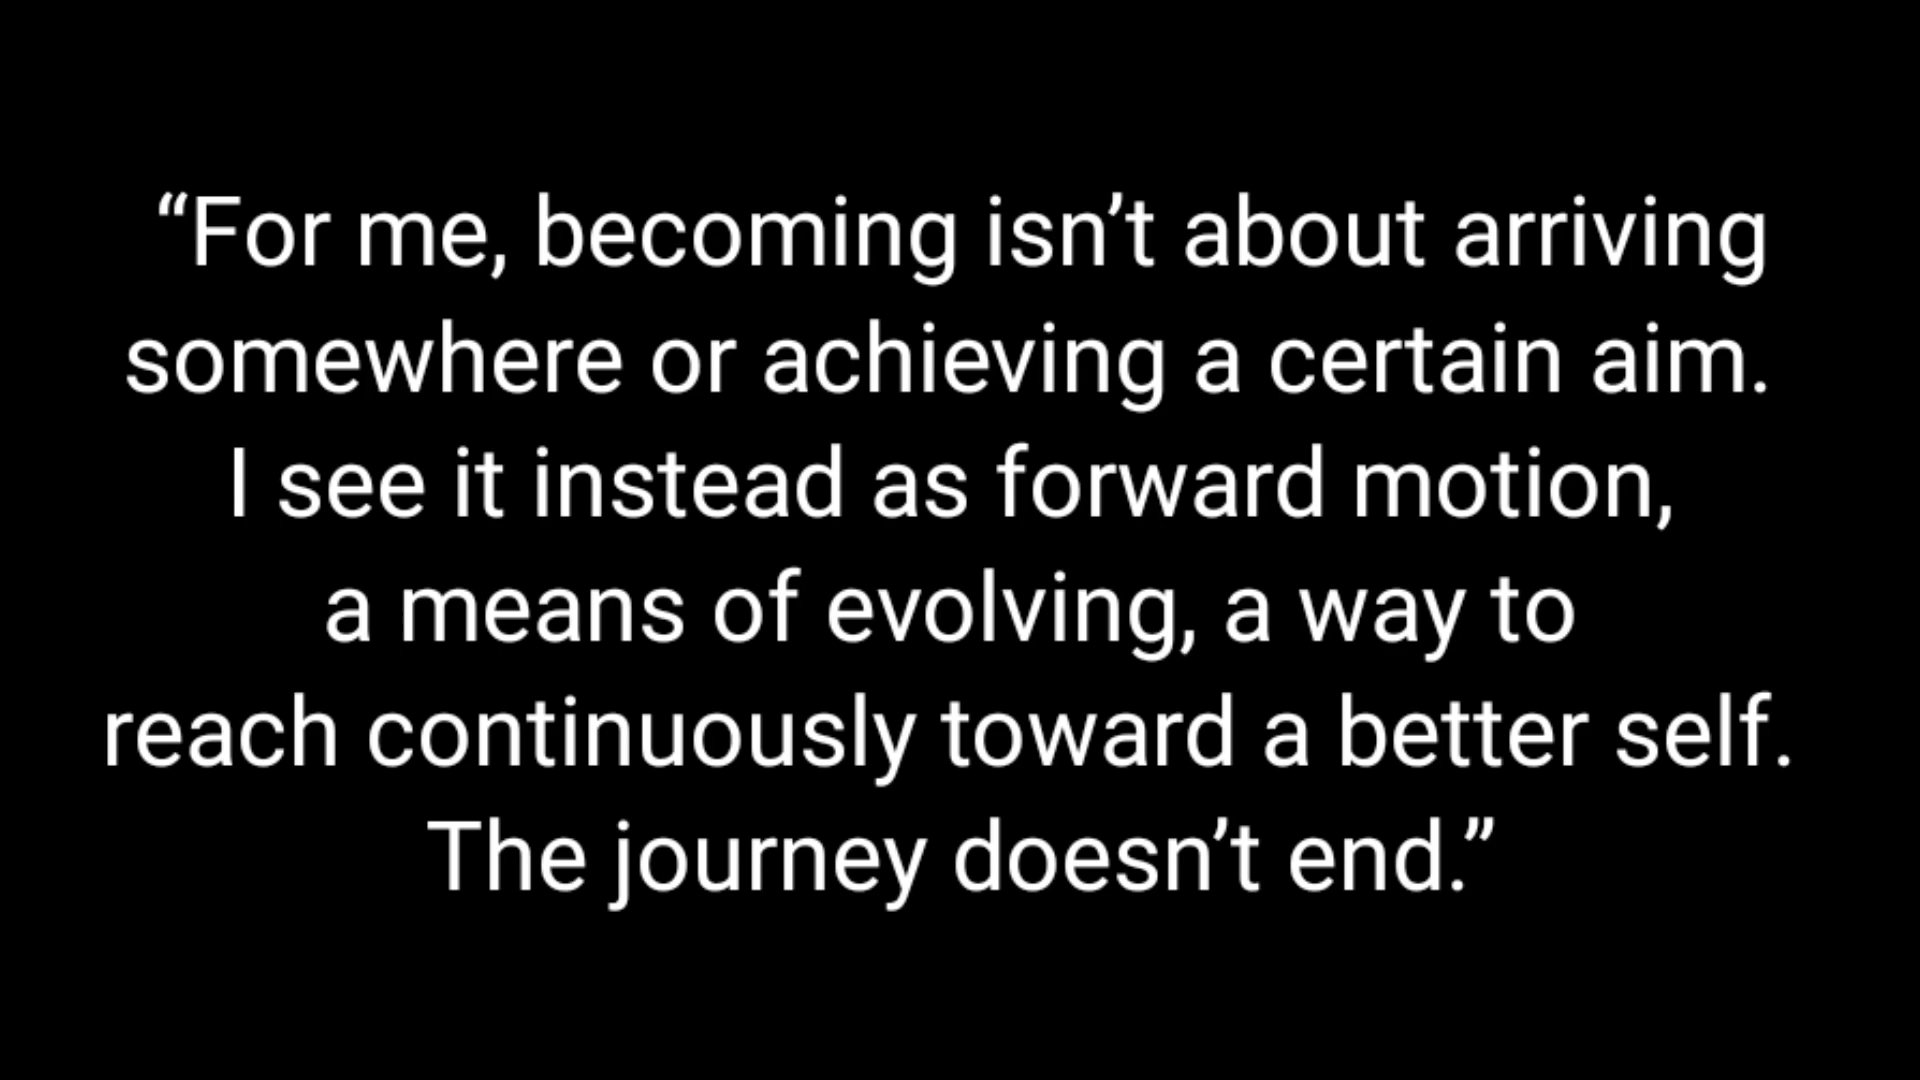 “For me, becoming isn’t about arriving
somewhere or achieving a certain aim.
I see it instead as forward motion,
a means of evolving, a way to
reach continuously toward a better self.
The journey doesn’t end.”